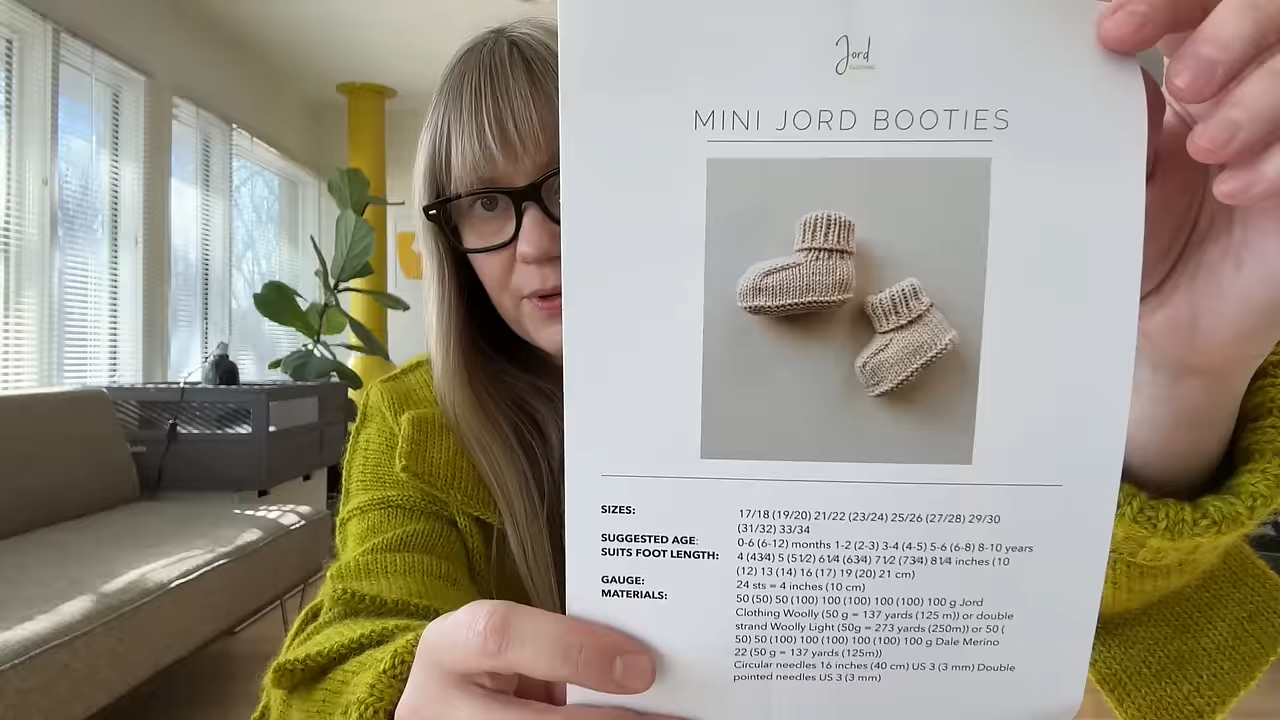 Jord
MINI JORD BOOTIES
SIZES: 17/18 (19/20) 21/22 (23/24) 25/26 (27/28) 29/30
(31/32) 33/34
SUGGESTED AGE: 0-6 (6-12) months 1-2 (2-3) 3-4 (4-5) 5-6 (6-8) 8-10 years
SUITS FOOT LENGTH: 4 (43⁄4) 5 (51⁄2) 61⁄4 (63⁄4) 71⁄2 (73⁄4) 81⁄4 inches (10
(12) 13 (14) 16 (17) 19 (20) 21 cm)
GAUGE: 24 sts = 4 inches (10 cm)
MATERIALS: 50 (50) 50 (100) 100 (100) 100 (100) 100 g Jord
Clothing Woolly (50 g = 137 yards (125 m)) or double
strand Woolly Light (50g = 273 yards (250m)) or 50 (
50) 50 (100) 100 (100) 100 (100) 100 g Dale Merino
22 (50 g = 137 yards (125m))
Circular needles 16 inches (40 cm) US 3 (3 mm) Double
pointed needles US 3 (3 mm)